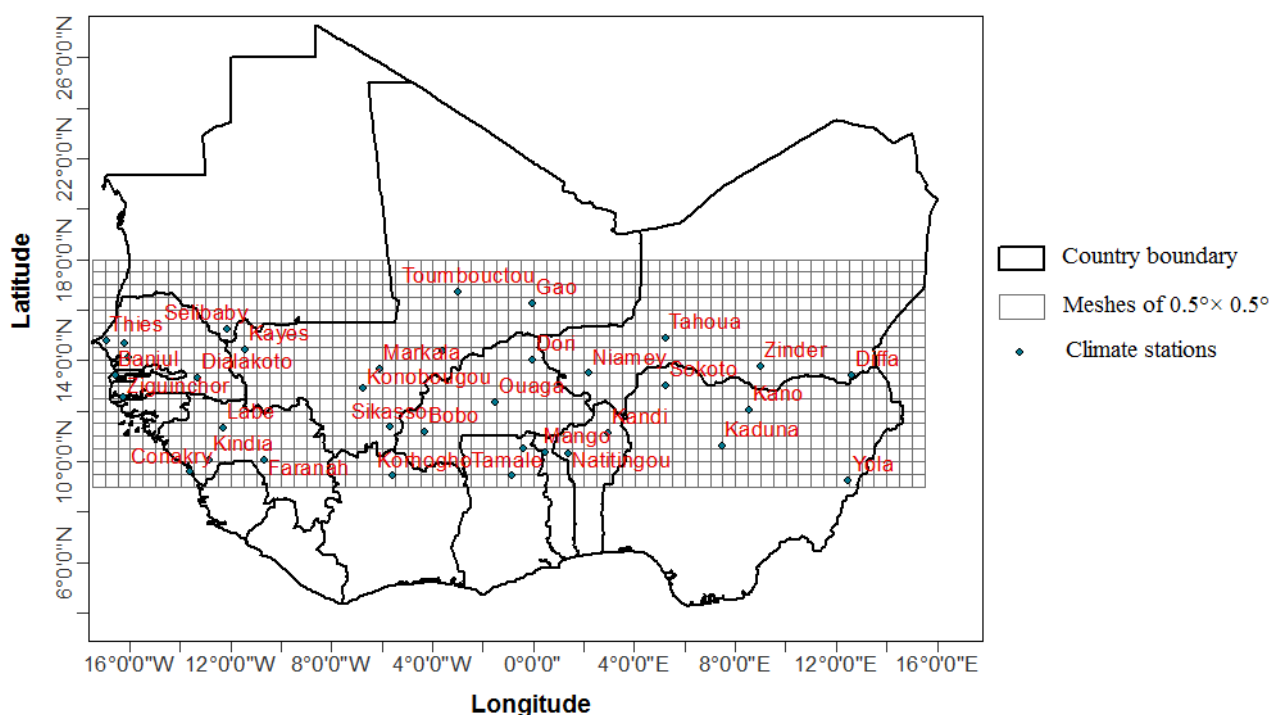 26°0'0"N
22°0'0"N
18°0'0"N
14°0'0"N
10°0'0"N
6°0'0"N
Latitude
Toumbouctou
Gao
Selibaby
Thies
Kayes
Tahoua
Markala
Dori
Banjul
Dialakoto
Niamey
Zinder
Diffa
Konobougou
Sokoto
Ziguinchor
Ouaga
Kano
Labe
Sikasso
Bobo
Kandi
Kindia
Mango
Kaduna
Conakry
Faranah
Korhogho
Tamale
Natitingou
Yola
16°0'0"W
12°0'0"W
8°0'0"W
4°0'0"W
0°0'0"
4°0'0"E
8°0'0"E
12°0'0"E
16°0'0"E
Longitude
Country boundary
Meshes of 0.5°× 0.5°
Climate stations